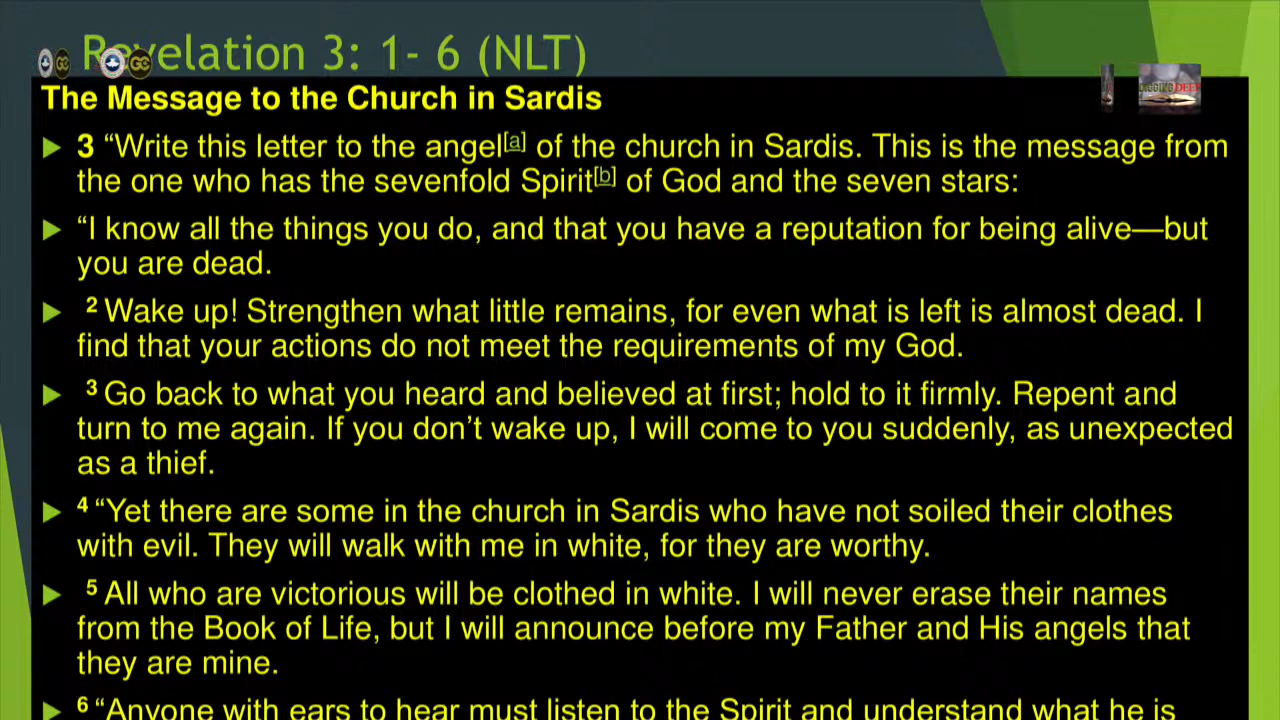 Revelation 3: 1- 6 (NLT)
DIGGING DEEP
The Message to the Church in Sardis
3 “Write this letter to the angel[a] of the church in Sardis. This is the message from
the one who has the sevenfold Spirit[b] of God and the seven stars:
“I know all the things you do, and that you have a reputation for being alive—but
you are dead.
2 Wake up! Strengthen what little remains, for even what is left is almost dead. I
find that your actions do not meet the requirements of my God.
3 Go back to what you heard and believed at first; hold to it firmly. Repent and
turn to me again. If you don’t wake up, I will come to you suddenly, as unexpected
as a thief.
4 “Yet there are some in the church in Sardis who have not soiled their clothes
with evil. They will walk with me in white, for they are worthy.
5 All who are victorious will be clothed in white. I will never erase their names
from the Book of Life, but I will announce before my Father and His angels that
they are mine.
6 “Anyone with ears to hear must listen to the Spirit and understand what he is